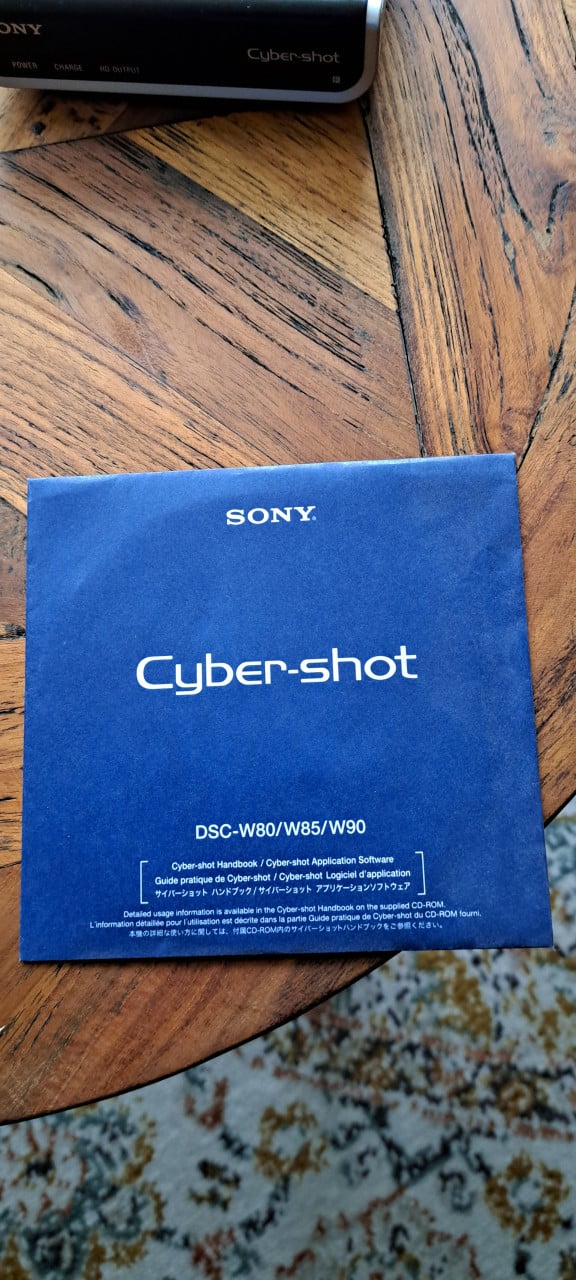 SONY
Cyber-shot
POWER CHARGE HD OUTPUT
SONY®
Cyber-shot
DSC-W80/W85/W90
Cyber-shot Handbook / Cyber-shot Application Software
Guide pratique de Cyber-shot / Cyber-shot Logiciel d'application
サイバーショット ハンドブック / サイバーショット アプリケーションソフトウェア
Detailed usage information is available in the Cyber-shot Handbook on the supplied CD-ROM.
L'information détaillée pour l'utilisation est décrite dans la partie Guide pratique de Cyber-shot du CD-ROM fourni.
本機の詳細な使い方に関しては、付属CD-ROM内のサイバーショットハンドブックをご参照ください。